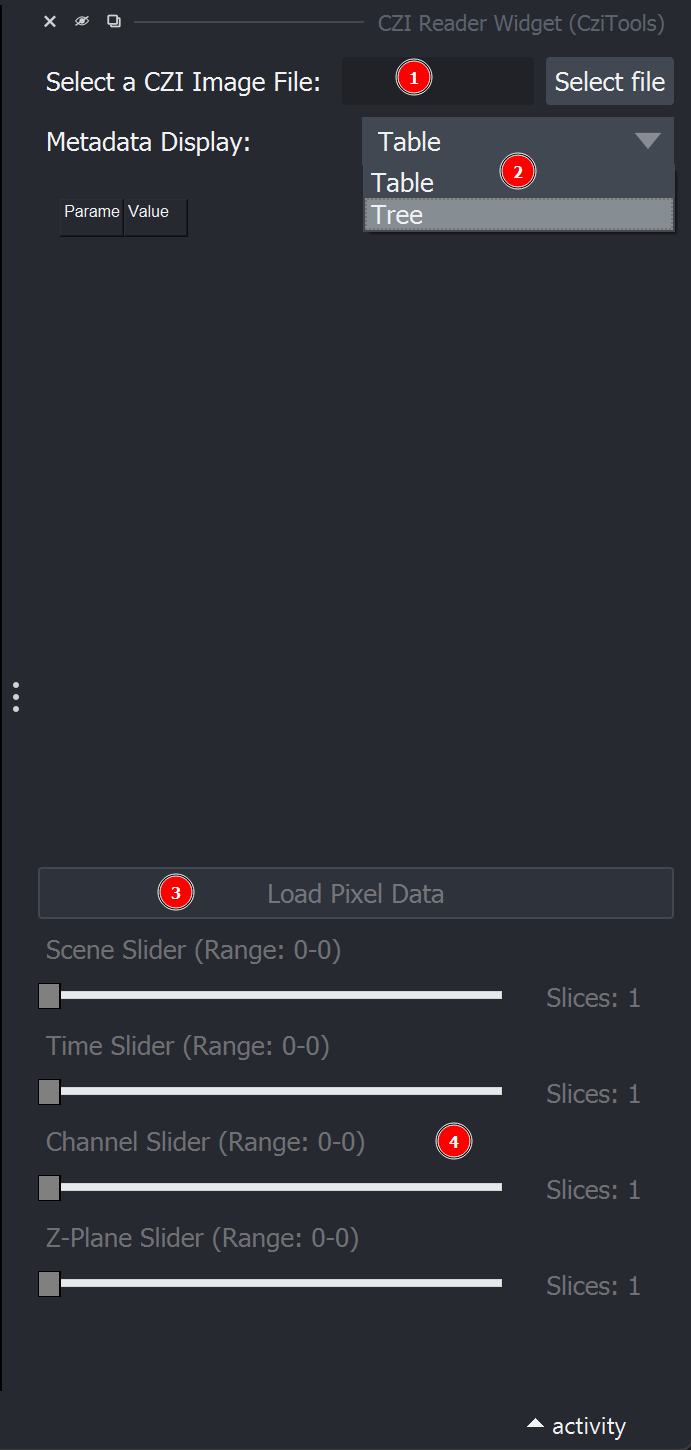 CZI Reader Widget (CziTools)
Select a CZI Image File: 1 Select file
Metadata Display: Table
Table 2
Tree
Parame Value
3 Load Pixel Data
Scene Slider (Range: 0-0)
Slices: 1
Time Slider (Range: 0-0)
Slices: 1
Channel Slider (Range: 0-0) 4
Slices: 1
Z-Plane Slider (Range: 0-0)
Slices: 1
activity